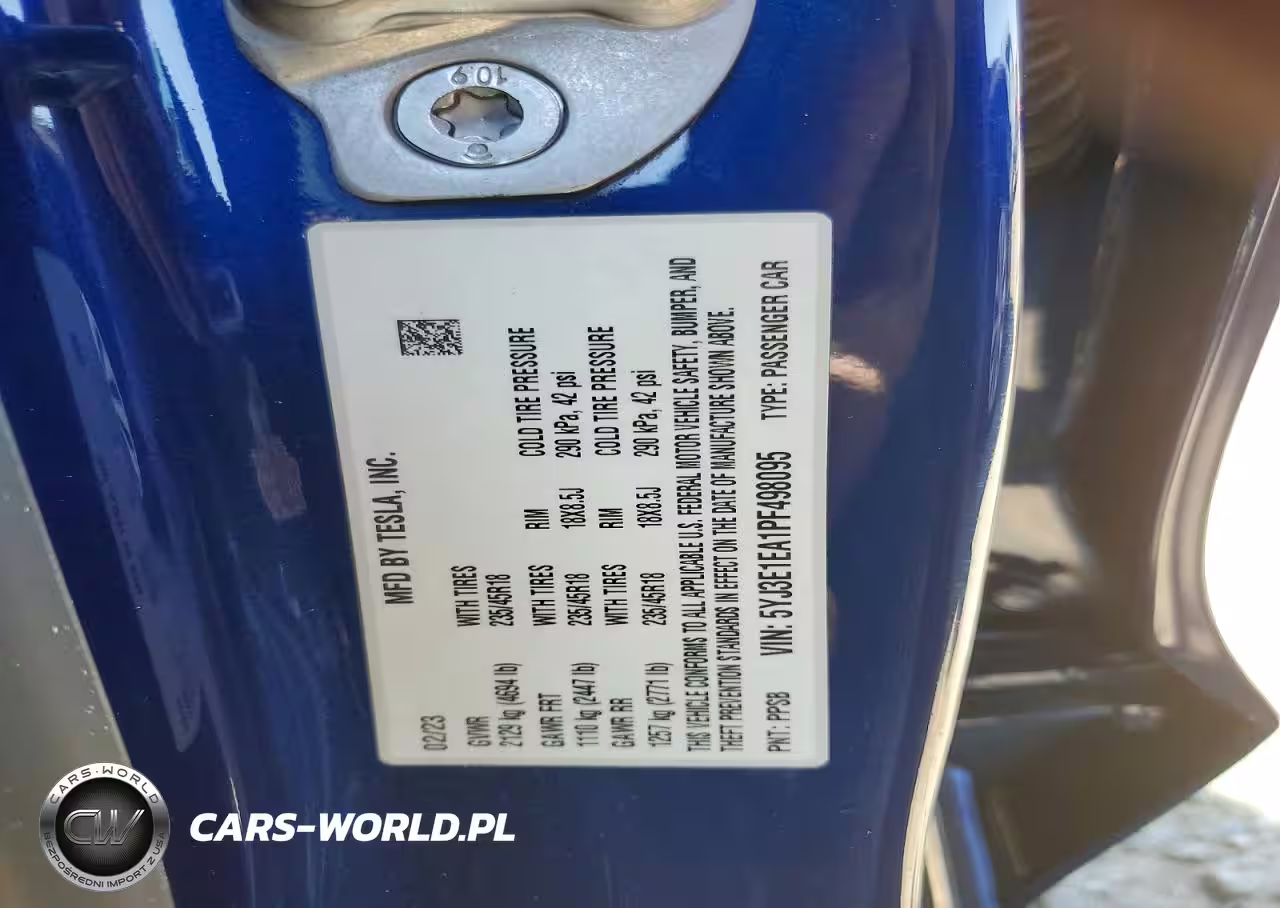 10.9
MFD BY TESLA, INC.
02/23
GVWR WITH TIRES
2129 kg (4694 lb) 235/45R18
GAWR FRT WITH TIRES RIM COLD TIRE PRESSURE
1110 kg (2447 lb) 235/45R18 18X8.5J 290 kPa, 42 psi
GAWR RR WITH TIRES RIM COLD TIRE PRESSURE
1257 kg (2771 lb) 235/45R18 18X8.5J 290 kPa, 42 psi
THIS VEHICLE CONFORMS TO ALL APPLICABLE U.S. FEDERAL MOTOR VEHICLE SAFETY, BUMPER, AND
THEFT PREVENTION STANDARDS IN EFFECT ON THE DATE OF MANUFACTURE SHOWN ABOVE.
PNT: PPSB VIN: 5YJ3E1EA1PF498095 TYPE: PASSENGER CAR
CARS-WORLD
CW
BEZPOŚREDNI IMPORT Z USA
CARS-WORLD.PL